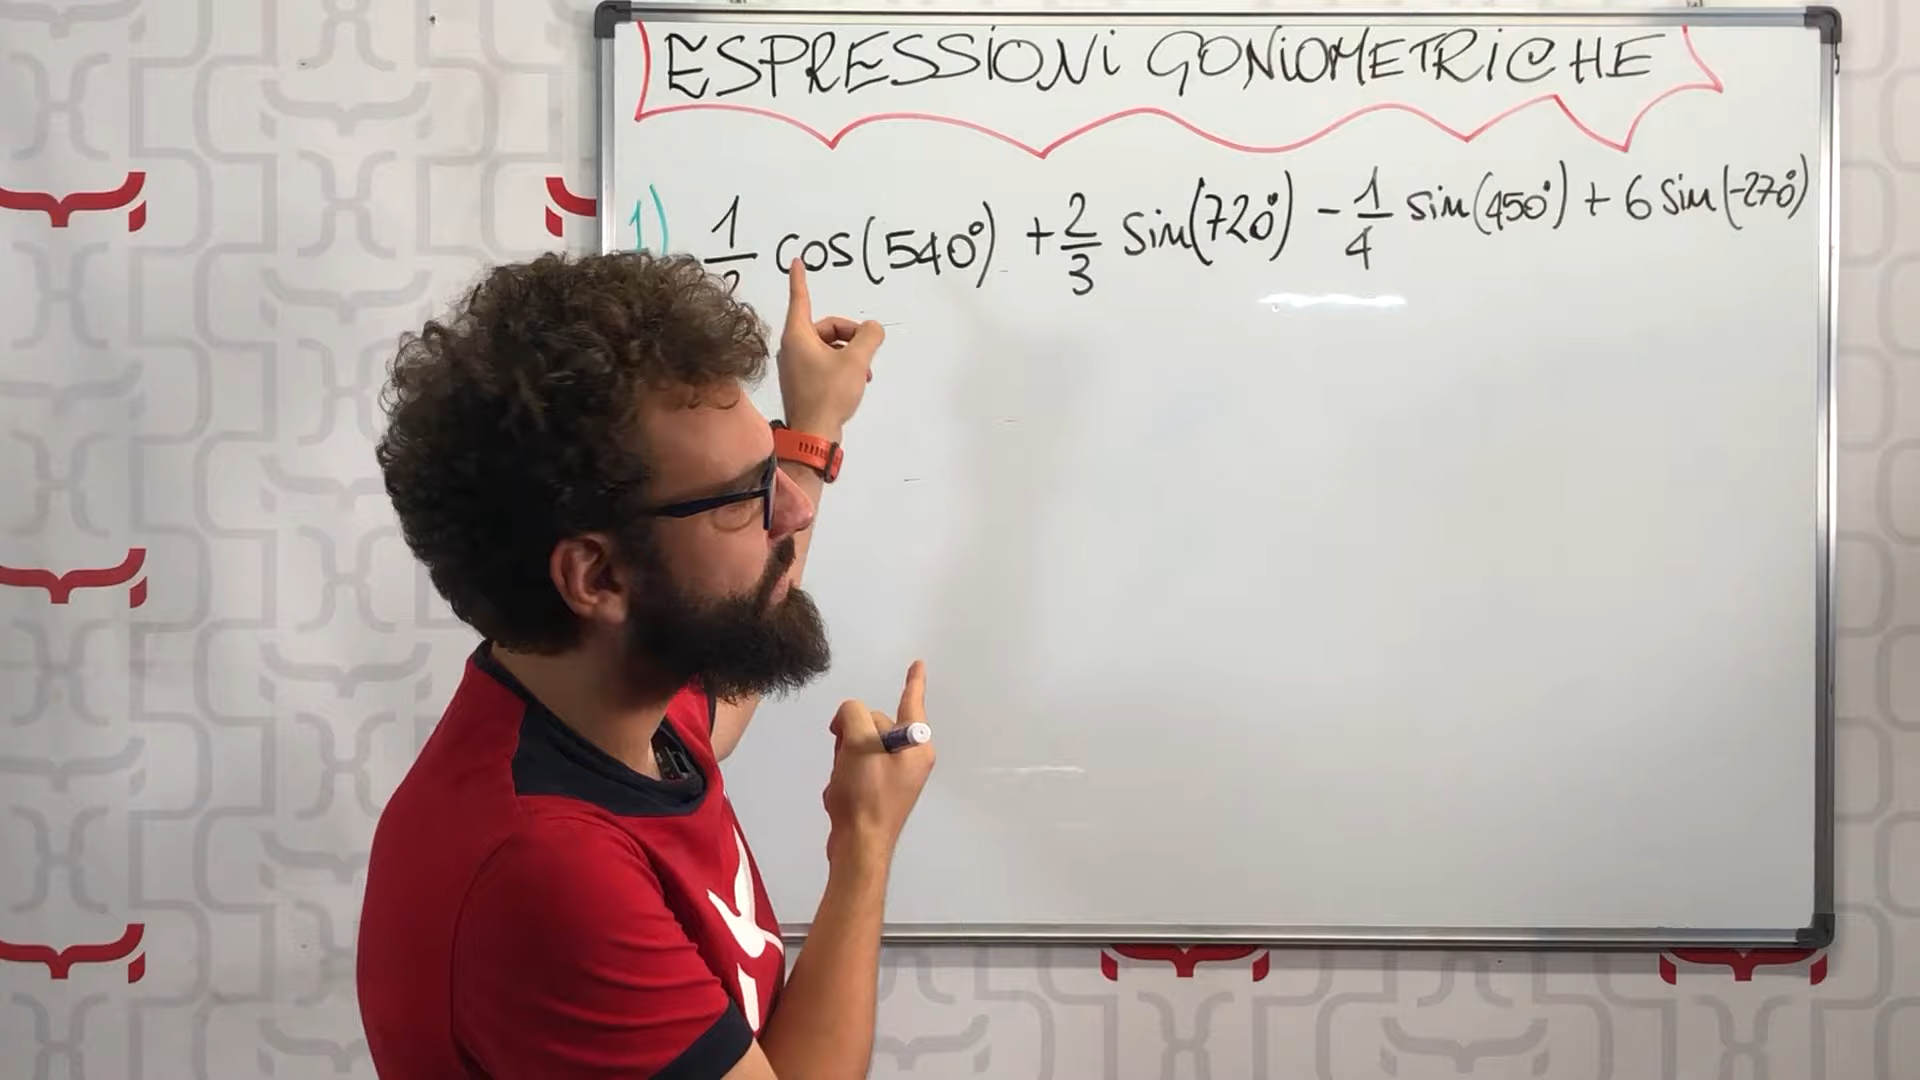 ESPRESSIONI GONIOMETRICHE
1) 1/2 cos(540°) + 2/3 sin(720°) - 1/4 sin(450°) + 6 sin(-270°)